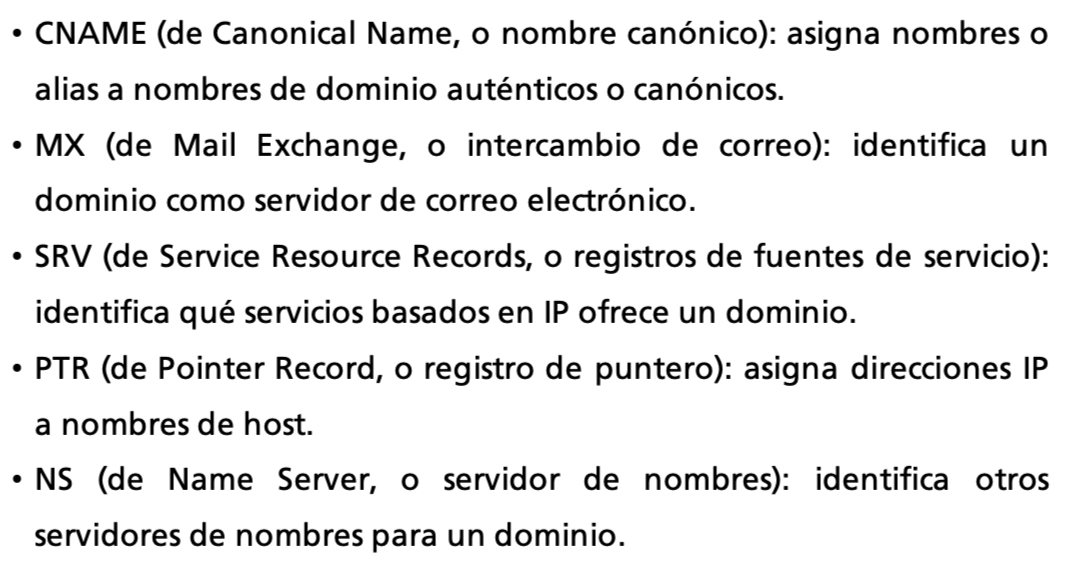 • CNAME (de Canonical Name, o nombre canónico): asigna nombres o
alias a nombres de dominio auténticos o canónicos.
• MX (de Mail Exchange, o intercambio de correo): identifica un
dominio como servidor de correo electrónico.
• SRV (de Service Resource Records, o registros de fuentes de servicio):
identifica qué servicios basados en IP ofrece un dominio.
• PTR (de Pointer Record, o registro de puntero): asigna direcciones IP
a nombres de host.
• NS (de Name Server, o servidor de nombres): identifica otros
servidores de nombres para un dominio.